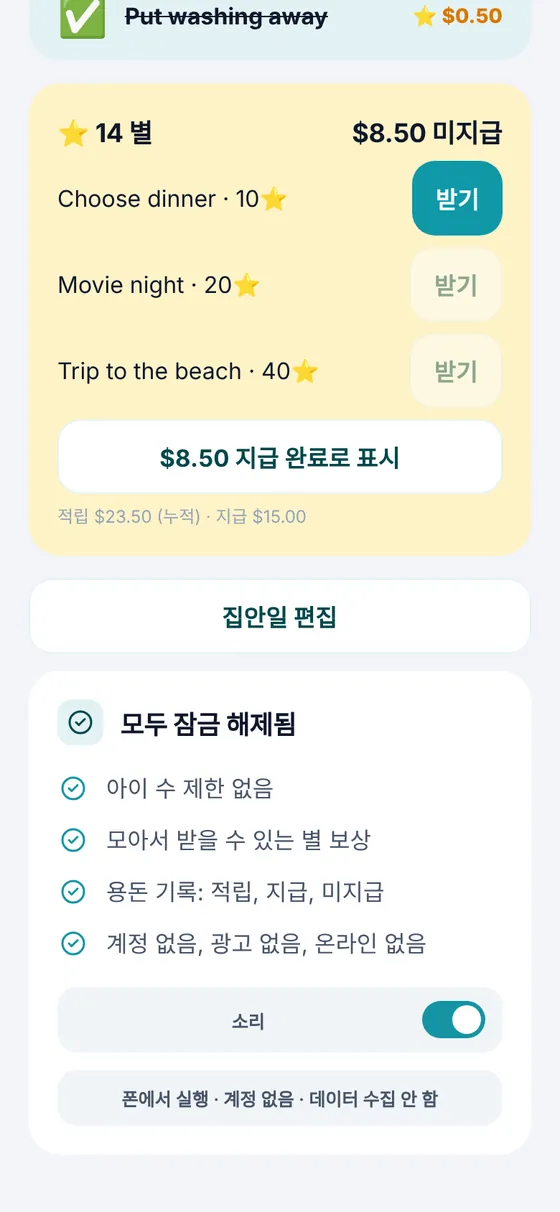 Put washing away
⭐ $0.50
⭐ 14 별
$8.50 미지급
Choose dinner · 10⭐
받기
Movie night · 20⭐
받기
Trip to the beach · 40⭐
받기
$8.50 지급 완료로 표시
적립 $23.50 (누적) · 지급 $15.00
집안일 편집
모두 잠금 해제됨
아이 수 제한 없음
모아서 받을 수 있는 별 보상
용돈 기록: 적립, 지급, 미지급
계정 없음, 광고 없음, 온라인 없음
소리
폰에서 실행 · 계정 없음 · 데이터 수집 안 함